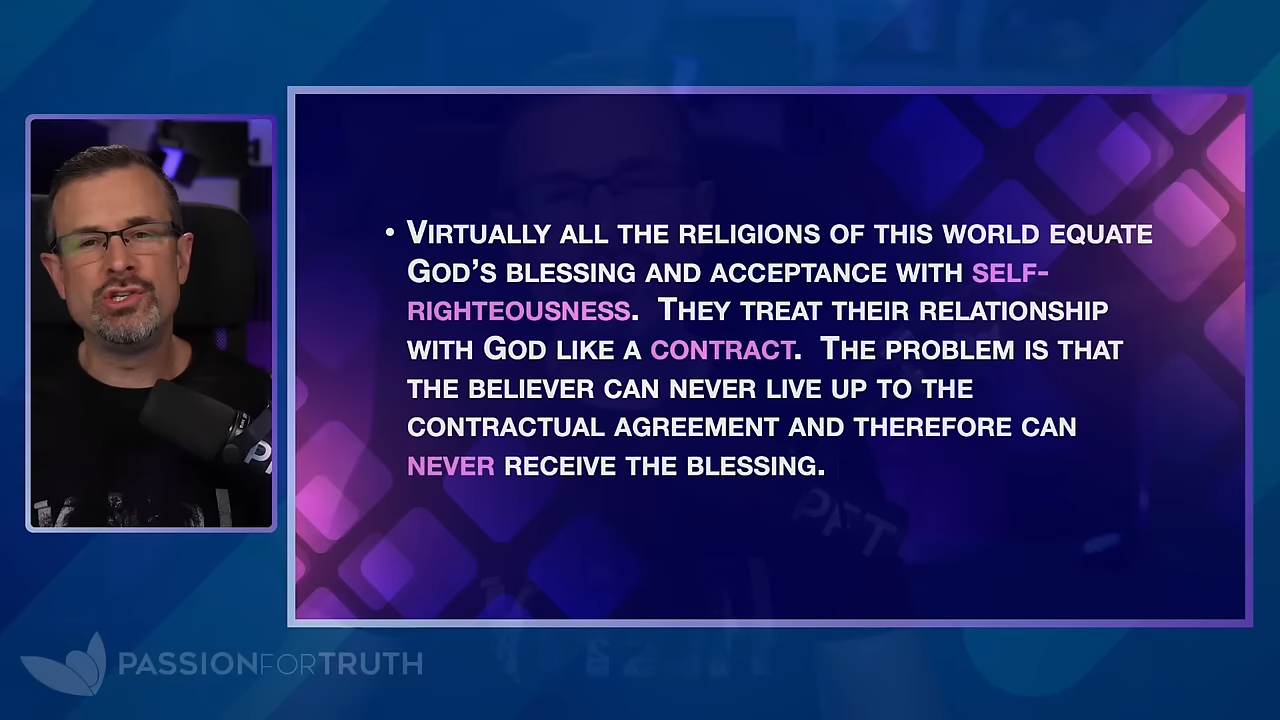 • Virtually all the religions of this world equate
God's blessing and acceptance with self-
righteousness. They treat their relationship
with God like a contract. The problem is that
the believer can never live up to the
contractual agreement and therefore can
never receive the blessing.
PFT
PASSIONFORTRUTH